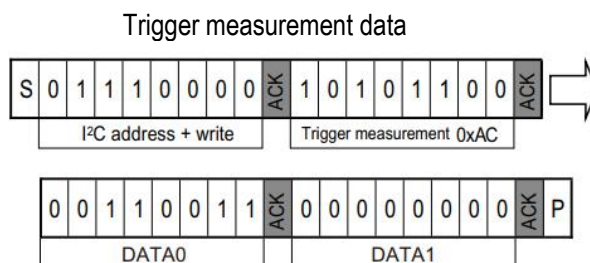 Trigger measurement data
S 0 1 1 1 0 0 0 0 ACK 1 0 1 0 1 1 0 0 ACK
I²C address + write Trigger measurement 0xAC
0 0 1 1 0 0 1 1 ACK 0 0 0 0 0 0 0 0 ACK P
DATA0 DATA1